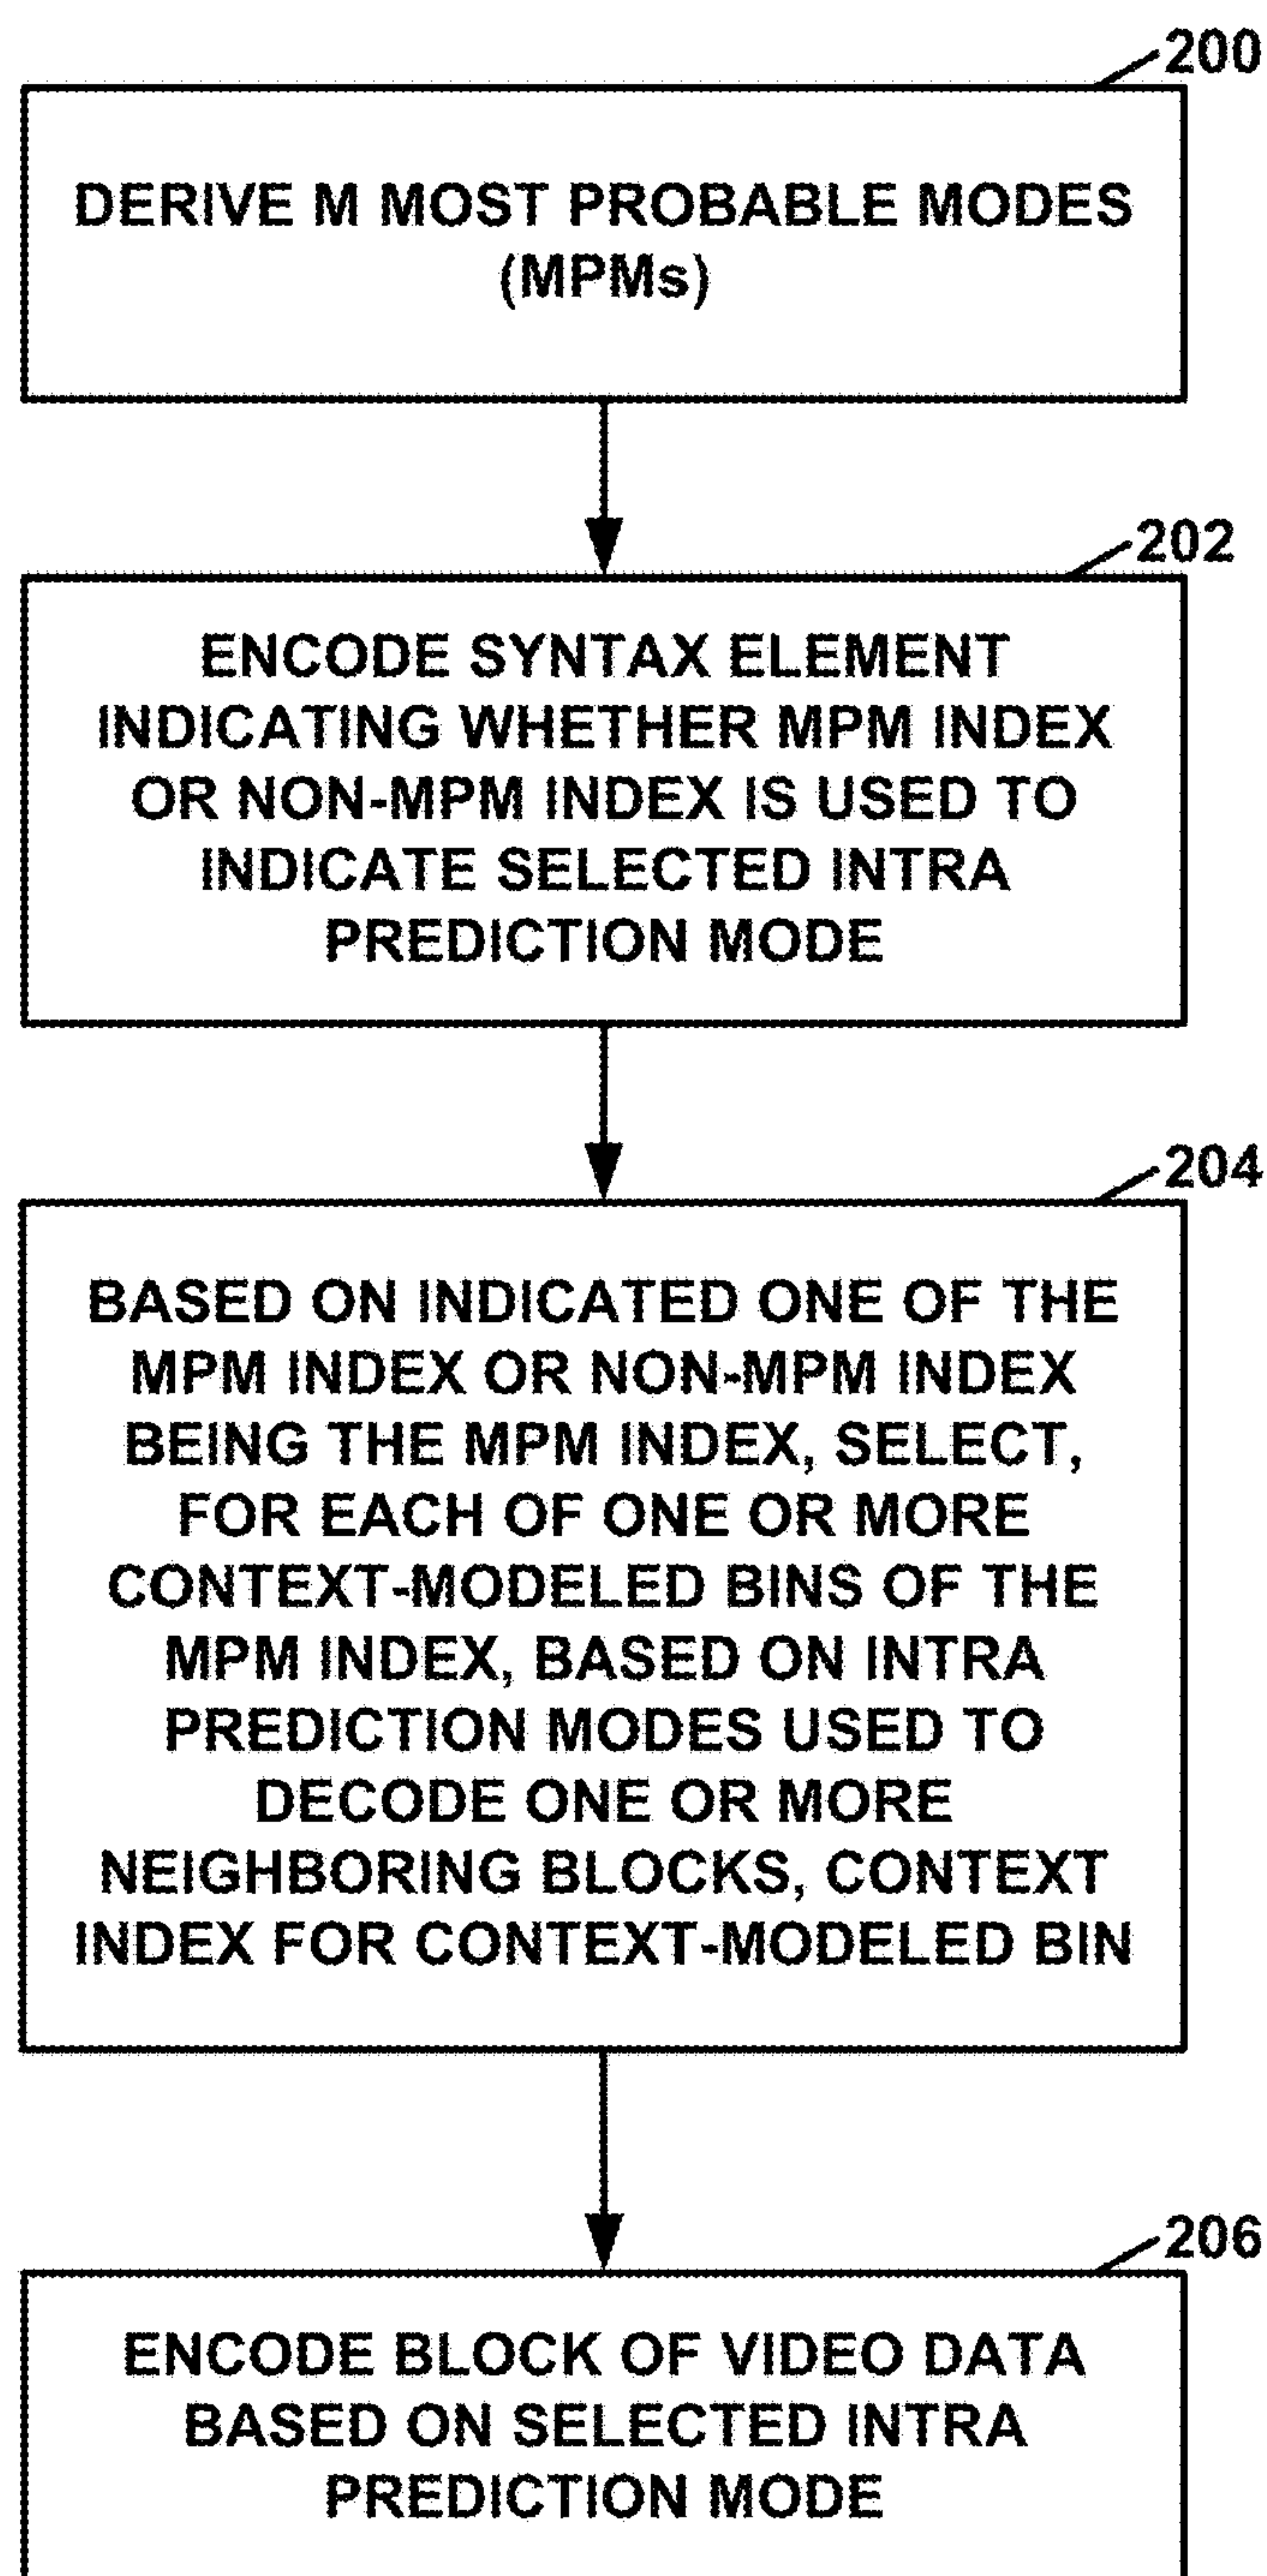 200
DERIVE M MOST PROBABLE MODES
(MPMs)
202
ENCODE SYNTAX ELEMENT
INDICATING WHETHER MPM INDEX
OR NON-MPM INDEX IS USED TO
INDICATE SELECTED INTRA
PREDICTION MODE
204
BASED ON INDICATED ONE OF THE
MPM INDEX OR NON-MPM INDEX
BEING THE MPM INDEX, SELECT,
FOR EACH OF ONE OR MORE
CONTEXT-MODELED BINS OF THE
MPM INDEX, BASED ON INTRA
PREDICTION MODES USED TO
DECODE ONE OR MORE
NEIGHBORING BLOCKS, CONTEXT
INDEX FOR CONTEXT-MODELED BIN
206
ENCODE BLOCK OF VIDEO DATA
BASED ON SELECTED INTRA
PREDICTION MODE